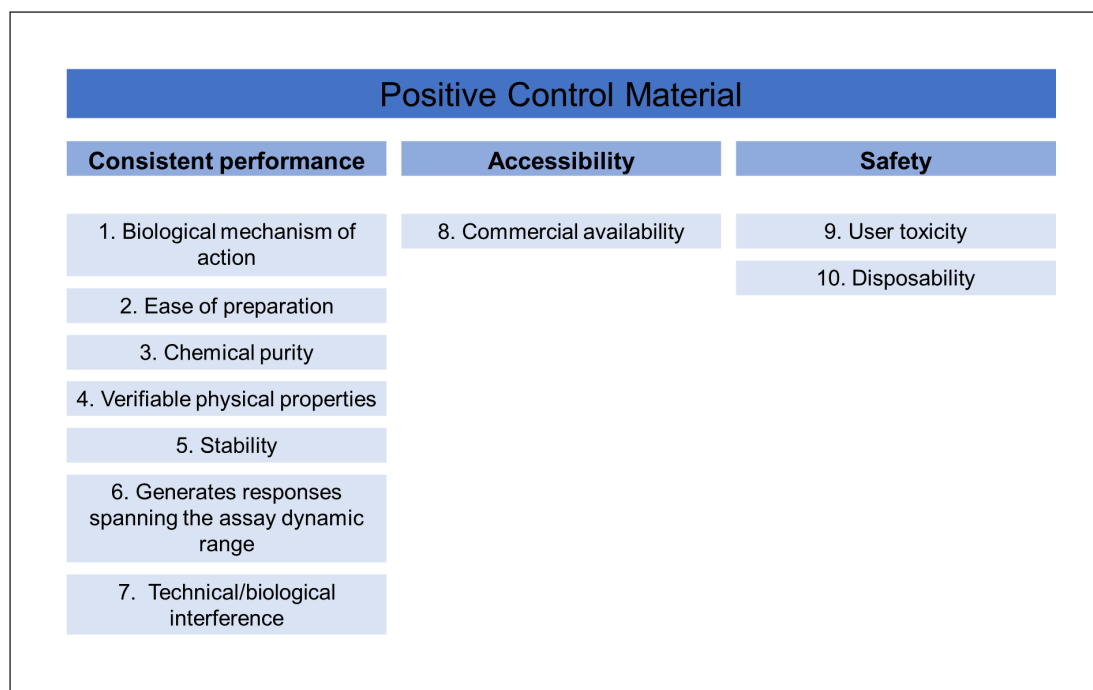 Positive Control Material
Consistent performance
Accessibility
Safety
1. Biological mechanism of
action
2. Ease of preparation
3. Chemical purity
4. Verifiable physical properties
5. Stability
6. Generates responses
spanning the assay dynamic
range
7. Technical/biological
interference
8. Commercial availability
9. User toxicity
10. Disposability